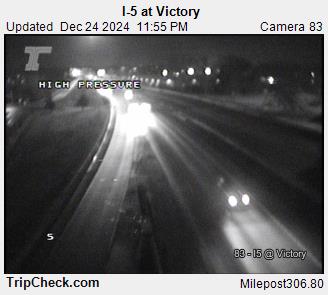 I-5 at Victory
Updated Dec 24 2024 11:55 PM Camera 83
T
HIGH PRESSURE
S
83 - I5 @ Victory
TripCheck.com Milepost306.80